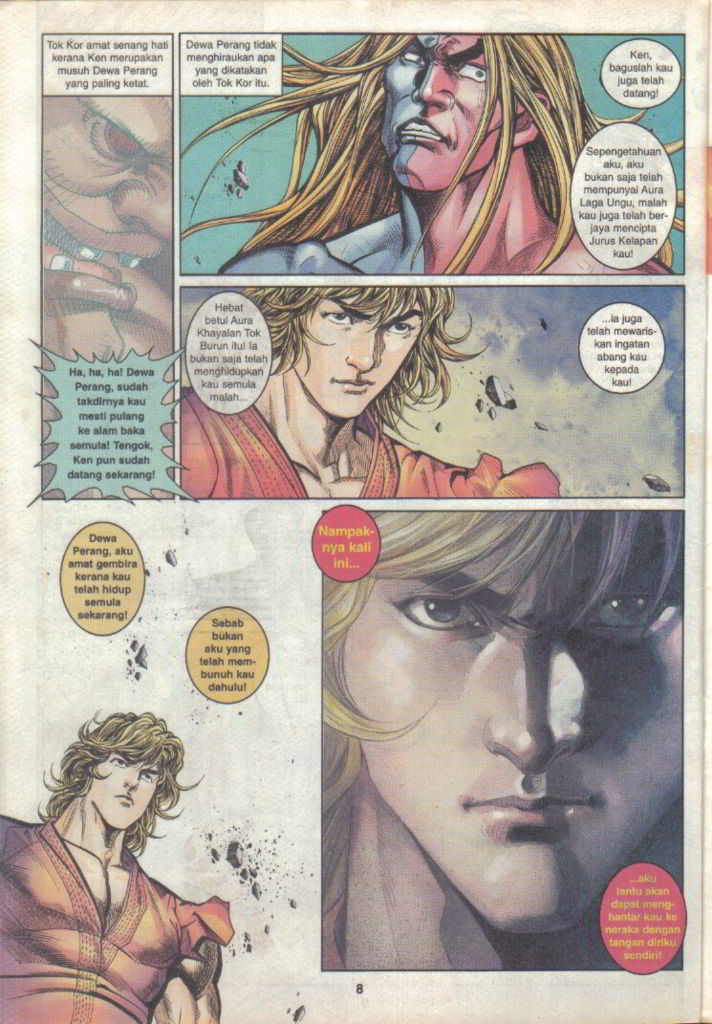 Tok Kor amat senang hati
kerana Ken merupakan
musuh Dewa Perang
yang paling ketat.
Ha, ha, ha! Dewa
Perang, sudah
takdirnya kau
mesti pulang
ke alam baka
semula! Tengok,
Ken pun sudah
datang sekarang!
Dewa Perang tidak
menghiraukan apa
yang dikatakan
oleh Tok Kor itu.
Ken,
baguslah kau
juga telah
datang!
Sepengetahuan
aku, aku
bukan saja telah
mempunyai Aura
Laga Ungu, malah
kau juga telah ber-
jaya mencipta
Jurus Kelapan
kau!
Hebat
betul Aura
Khayalan Tok
Burun itu! Ia
bukan saja telah
menghidupkan
kau semula
malah...
...ia juga
telah mewaris-
kan ingatan
abang kau
kepada
kau!
Dewa
Perang, aku
amat gembira
kerana kau
telah hidup
semula
sekarang!
Sebab
bukan
aku yang
telah mem-
bunuh kau
dahulu!
Nampak-
nya kali
ini...
...aku
tentu akan
dapat meng-
hantar kau ke
neraka dengan
tangan diriku
sendiri!
8